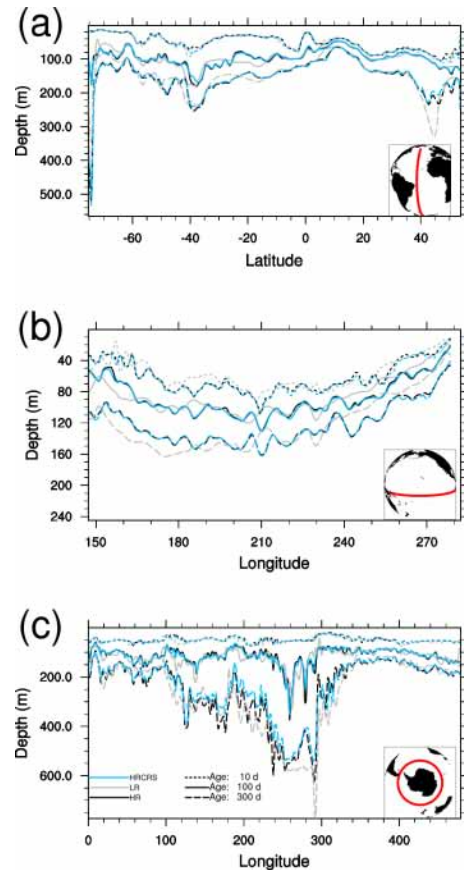 (a)
100.0
200.0
300.0
400.0
500.0
Depth (m)
-60 -40 -20 0 20 40
Latitude
(b)
40
80
120
160
200
240
Depth (m)
150 180 210 240 270
Longitude
(c)
200.0
400.0
600.0
Depth (m)
HRCRS Age: 10 d
LR Age: 100 d
HR Age: 300 d
0 100 200 300 400
Longitude